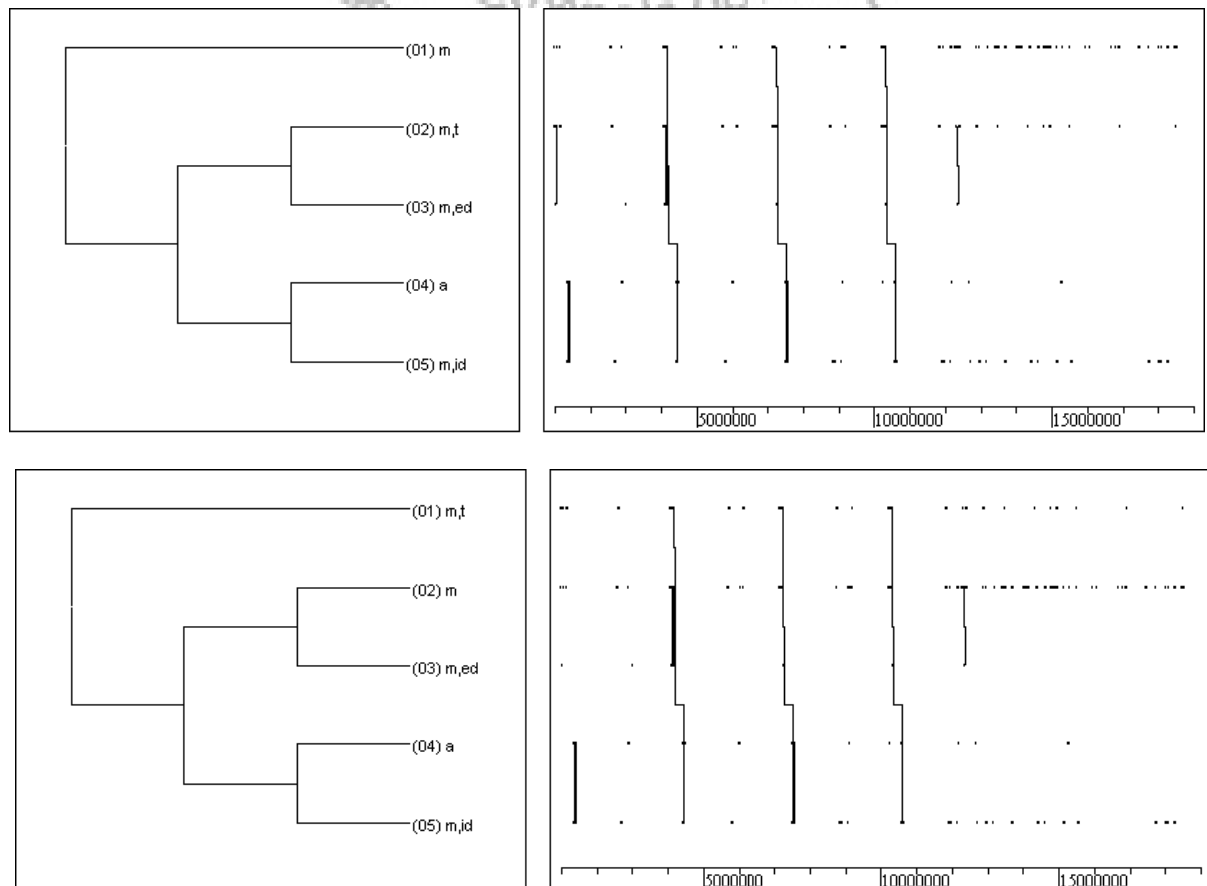 (01) m
(02) m,t
(03) m,ed
(04) a
(05) m,id
5000000 10000000 15000000
(01) m,t
(02) m
(03) m,ed
(04) a
(05) m,id
5000000 10000000 15000000